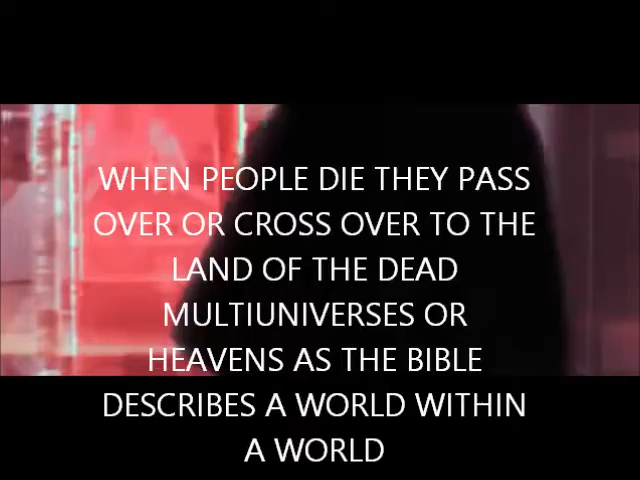 WHEN PEOPLE DIE THEY PASS
OVER OR CROSS OVER TO THE
LAND OF THE DEAD
MULTIUNIVERSES OR
HEAVENS AS THE BIBLE
DESCRIBES A WORLD WITHIN
A WORLD